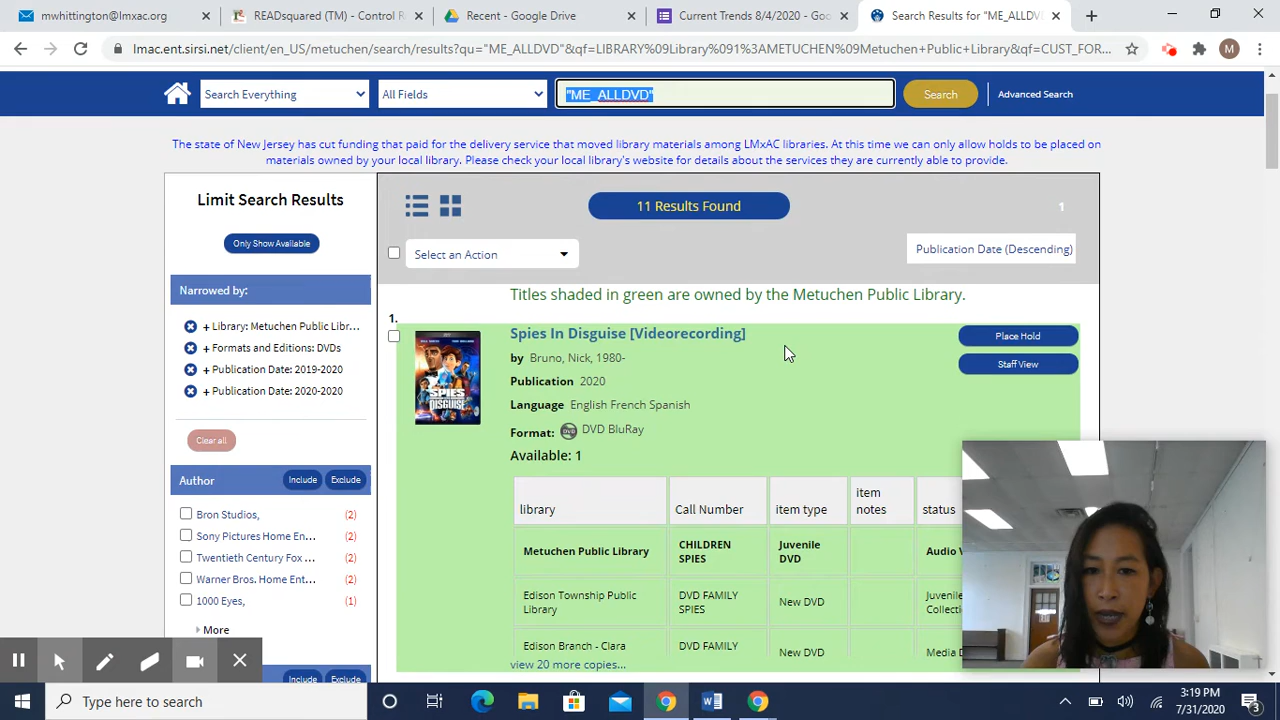 mwhittington@lmxac.org
READsquared (TM) - Control R
Recent - Google Drive
Current Trends 8/4/2020 - Goo
Search Results for "ME_ALLDV
lmac.ent.sirsi.net/client/en_US/metuchen/search/results?qu="ME_ALLDVD"&qf=LIBRARY%09Library%091%3AMETUCHEN%09Metuchen+Public+Library&qf=CUST_FOR...
M
Search Everything
All Fields
"ME_ALLDVD"
Search
Advanced Search
The state of New Jersey has cut funding that paid for the delivery service that moved library materials among LMxAC libraries. At this time we can only allow holds to be placed on
materials owned by your local library. Please check your local library's website for details about the services they are currently able to provide.
Limit Search Results
Only Show Available
Narrowed by:
+ Library: Metuchen Public Libr...
+ Formats and Editions: DVDs
+ Publication Date: 2019-2020
+ Publication Date: 2020-2020
Clear all
Author
Include
Exclude
Bron Studios, (2)
Sony Pictures Home En... (2)
Twentieth Century Fox ... (2)
Warner Bros. Home Ent... (2)
1000 Eyes, (1)
More
Include
Exclude
11 Results Found
1
Select an Action
Publication Date (Descending)
Titles shaded in green are owned by the Metuchen Public Library.
1.
Spies In Disguise [Videorecording]
by Bruno, Nick, 1980-
Publication 2020
Language English French Spanish
Format: DVD BluRay
Available: 1
Place Hold
Staff View
SPIES
DISGUISE
library
Call Number
item type
item
notes
status
Metuchen Public Library
CHILDREN
SPIES
Juvenile
DVD
Audio V
Edison Township Public
Library
DVD FAMILY
SPIES
New DVD
Juvenile
Collecti
Edison Branch - Clara
DVD FAMILY
New DVD
Media D
view 20 more copies...
Type here to search
3:19 PM
7/31/2020
3